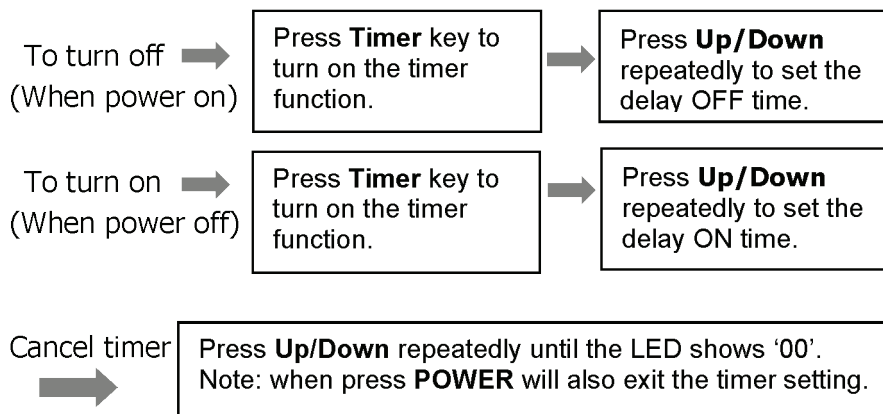 To turn off
(When power on)
Press Timer key to
turn on the timer
function.
Press Up/Down
repeatedly to set the
delay OFF time.
To turn on
(When power off)
Press Timer key to
turn on the timer
function.
Press Up/Down
repeatedly to set the
delay ON time.
Cancel timer
Press Up/Down repeatedly until the LED shows ‘00’.
Note: when press POWER will also exit the timer setting.